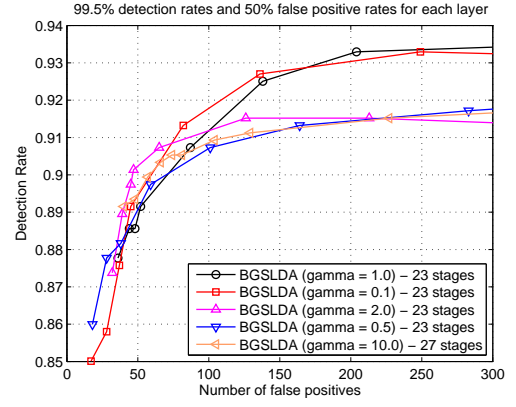 99.5% detection rates and 50% false positive rates for each layer
0.94
0.93
0.92
0.91
0.9
0.89
0.88
0.87
0.86
0.85
Detection Rate
BGSLDA (gamma = 1.0) − 23 stages
BGSLDA (gamma = 0.1) − 23 stages
BGSLDA (gamma = 2.0) − 23 stages
BGSLDA (gamma = 0.5) − 23 stages
BGSLDA (gamma = 10.0) − 27 stages
0 50 100 150 200 250 300
Number of false positives